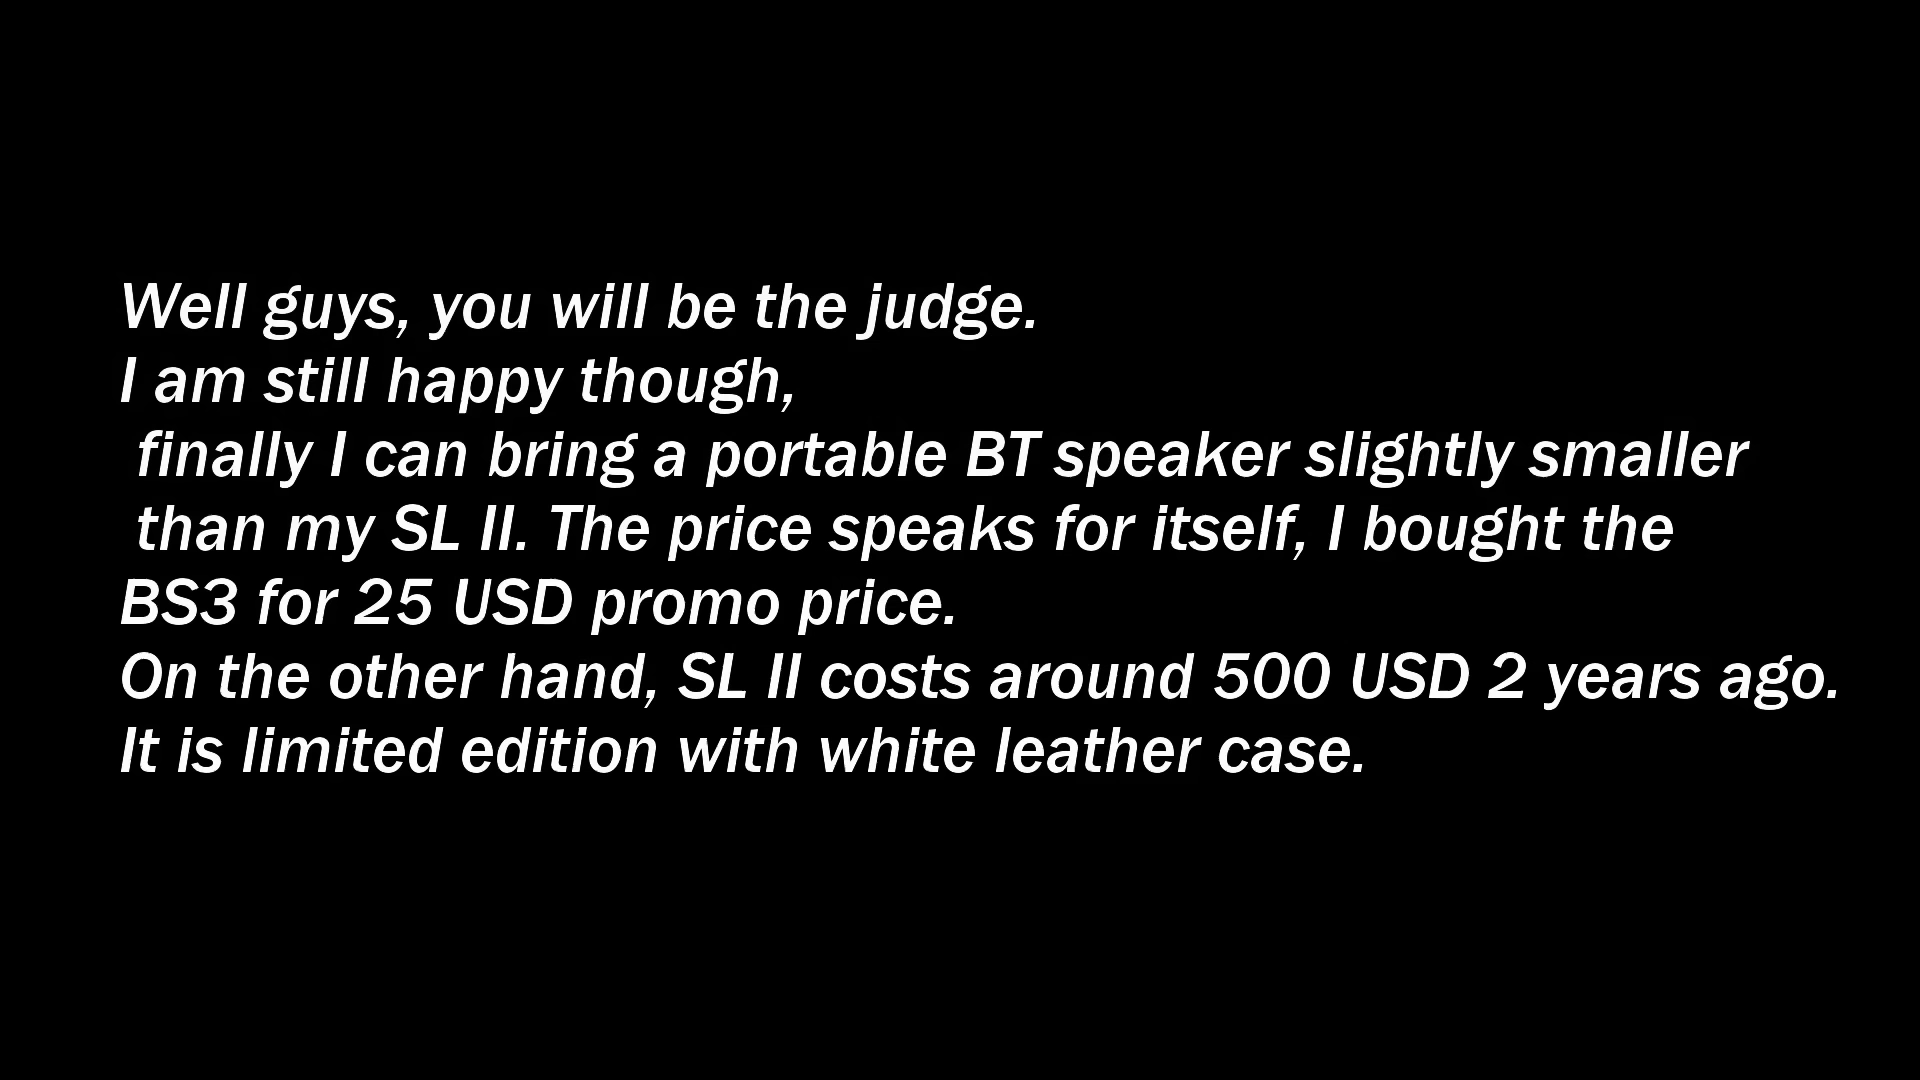 Well guys, you will be the judge.
I am still happy though,
finally I can bring a portable BT speaker slightly smaller
than my SL II. The price speaks for itself, I bought the
BS3 for 25 USD promo price.
On the other hand, SL II costs around 500 USD 2 years ago.
It is limited edition with white leather case.